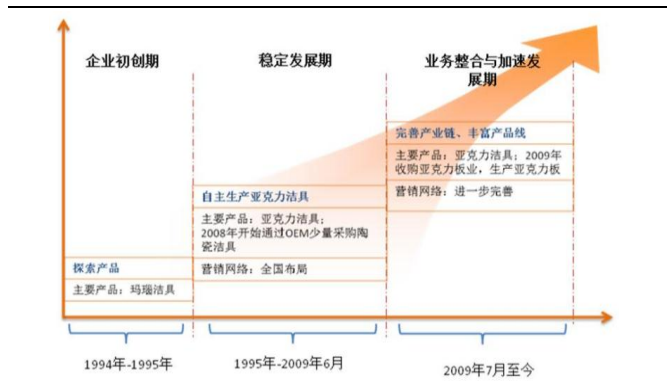 企业初创期
稳定发展期
业务整合与加速发
展期
完善产业链、丰富产品线
主要产品：亚克力洁具；2009年
收购亚克力板业，生产亚克力板
营销网络：进一步完善
自主生产亚克力洁具
主要产品：亚克力洁具；
2008年开始通过OEM少量采购陶
瓷洁具
营销网络：全国布局
探索产品
主要产品：玛瑙洁具
1994年-1995年
1995年-2009年6月
2009年7月至今